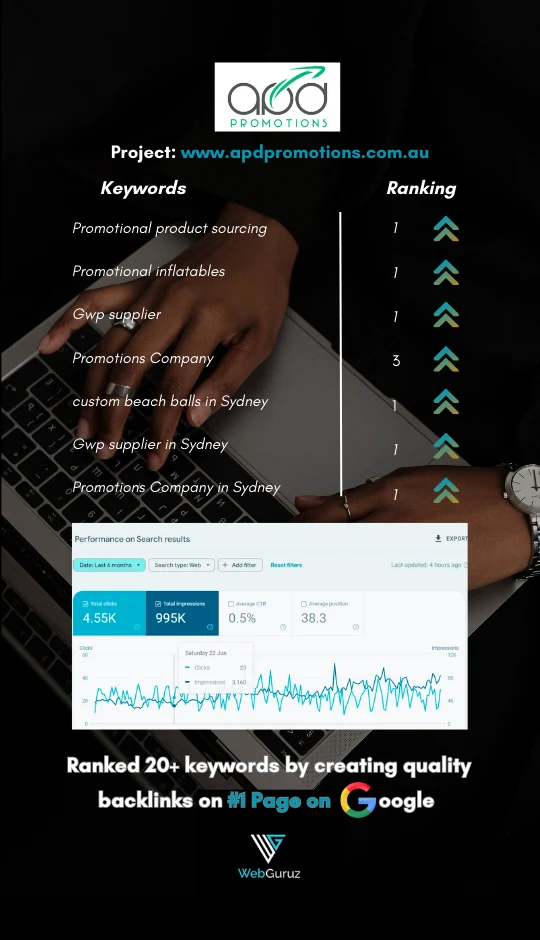 apd
PROMOTIONS
Project: www.apdpromotions.com.au
Keywords Ranking
Promotional product sourcing 1
Promotional inflatables 1
Gwp supplier 1
Promotions Company 3
custom beach balls in Sydney 1
Gwp supplier in Sydney 1
Promotions Company in Sydney 1
Performance on Search results EXPORT
Date: Last 6 months Search type: Web + Add filter Reset filters Last updated: 4 hours ago
Total clicks Total impressions Average CTR Average position
4.55K 995K 0.5% 38.3
Clicks Impressions
60 12K
Saturday 22 Jun
Clicks 23
40 8K
Impressions 3,160
20 4K
0 0
Ranked 20+ keywords by creating quality
backlinks on #1 Page on Google
WebGuruz